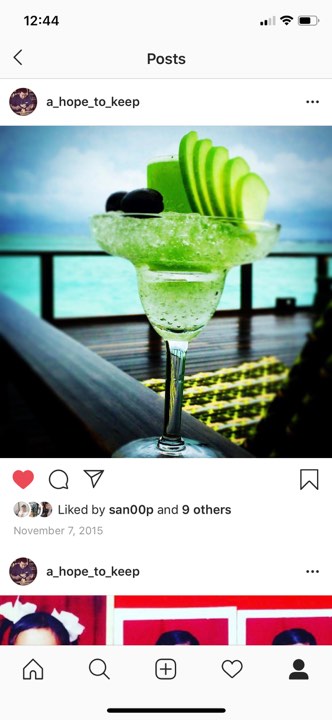 12:44
Posts
a_hope_to_keep
Liked by san00p and 9 others
November 7, 2015
a_hope_to_keep